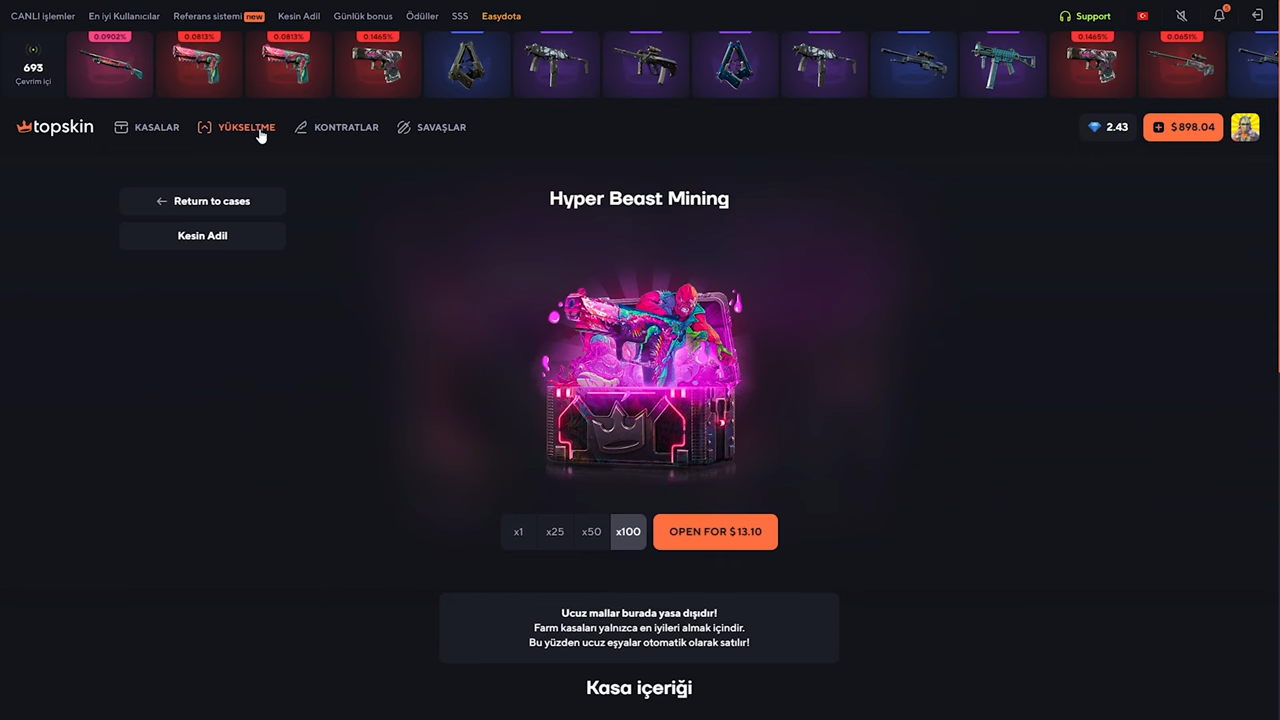 CANLI işlemler
En iyi Kullanıcılar
Referans sistemi new
Kesin Adil
Günlük bonus
Ödüller
SSS
Easydota
Support
6
693
Çevrim içi
0.0902%
0.0813%
0.0813%
0.1465%
0.1465%
0.0651%
topskin
KASALAR
YÜKSELTME
KONTRATLAR
SAVAŞLAR
2.43
$ 898.04
Return to cases
Kesin Adil
Hyper Beast Mining
x1
x25
x50
x100
OPEN FOR $ 13.10
Ucuz mallar burada yasa dışıdır!
Farm kasaları yalnızca en iyileri almak içindir.
Bu yüzden ucuz eşyalar otomatik olarak satılır!
Kasa içeriği